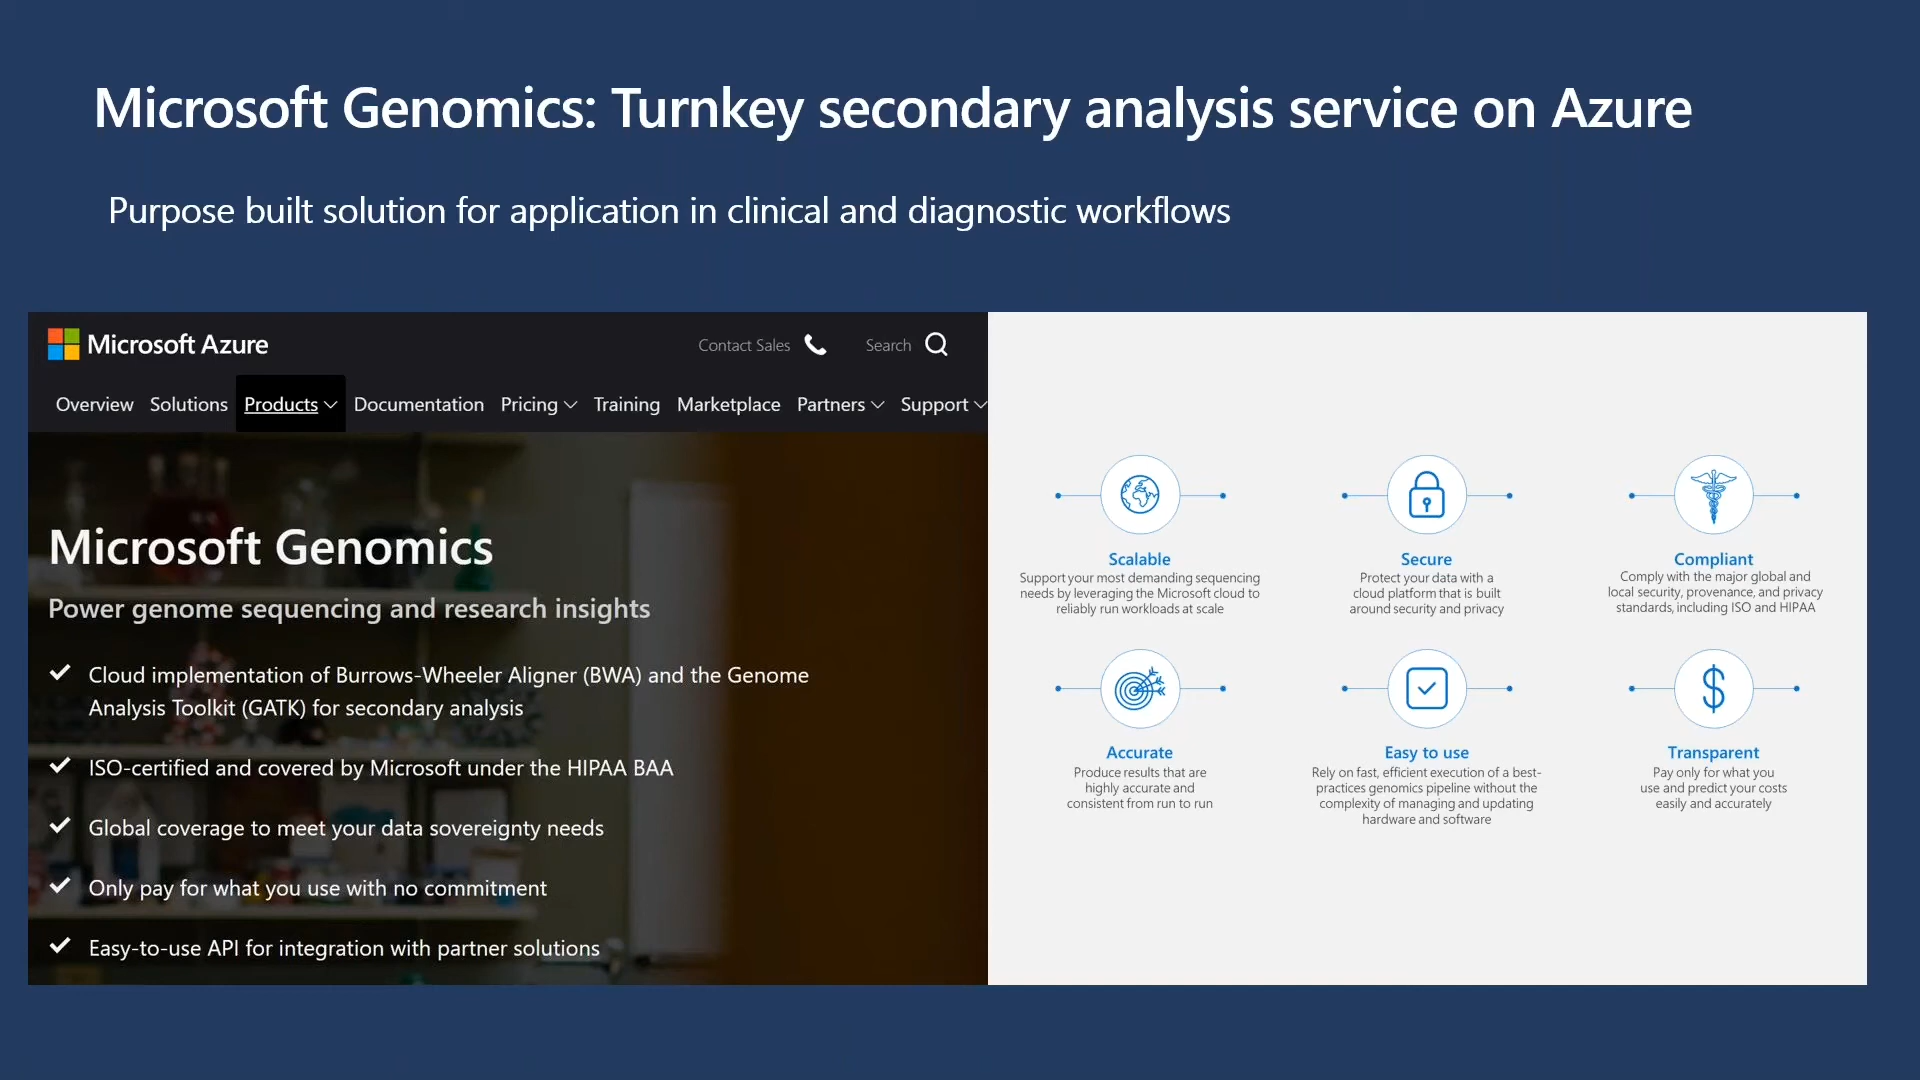 Microsoft Genomics: Turnkey secondary analysis service on Azure
Purpose built solution for application in clinical and diagnostic workflows
Microsoft Azure
Contact Sales
Search
Overview Solutions Products Documentation Pricing Training Marketplace Partners Support
Microsoft Genomics
Power genome sequencing and research insights
Cloud implementation of Burrows-Wheeler Aligner (BWA) and the Genome
Analysis Toolkit (GATK) for secondary analysis
ISO-certified and covered by Microsoft under the HIPAA BAA
Global coverage to meet your data sovereignty needs
Only pay for what you use with no commitment
Easy-to-use API for integration with partner solutions
Scalable
Support your most demanding sequencing
needs by leveraging the Microsoft cloud to
reliably run workloads at scale
Secure
Protect your data with a
cloud platform that is built
around security and privacy
Compliant
Comply with the major global and
local security, provenance, and privacy
standards, including ISO and HIPAA
Accurate
Produce results that are
highly accurate and
consistent from run to run
Easy to use
Rely on fast, efficient execution of a best-
practices genomics pipeline without the
complexity of managing and updating
hardware and software
$
Transparent
Pay only for what you
use and predict your costs
easily and accurately